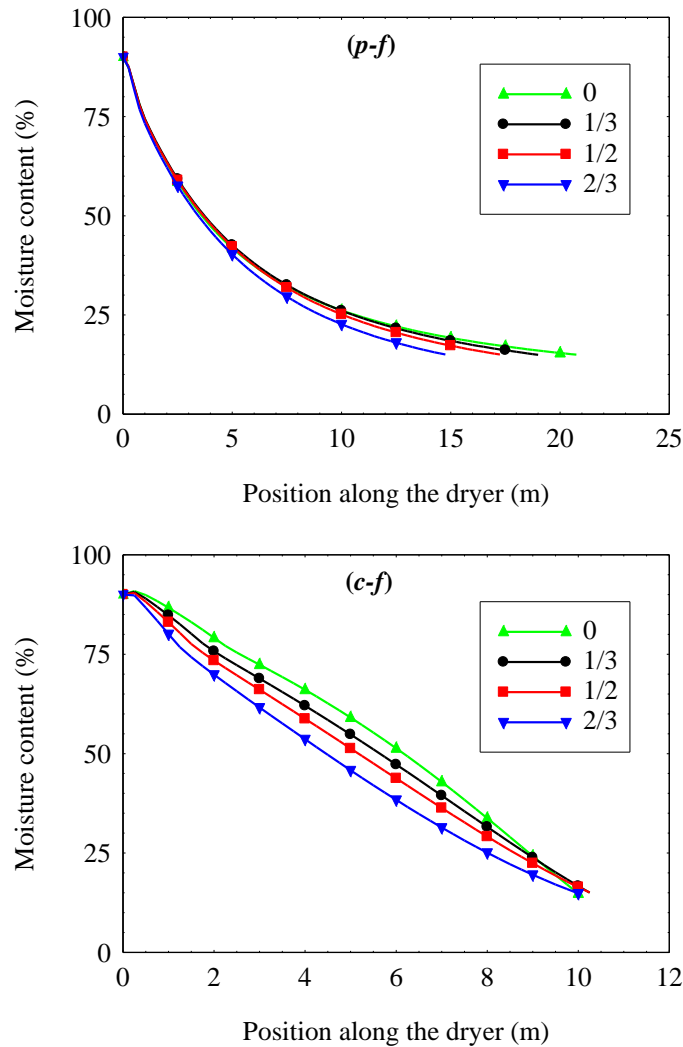 (p-f)
100
75
50
25
0
Moisture content (%)
0
1/3
1/2
2/3
0 5 10 15 20 25
Position along the dryer (m)
(c-f)
100
75
50
25
0
Moisture content (%)
0
1/3
1/2
2/3
0 2 4 6 8 10 12
Position along the dryer (m)